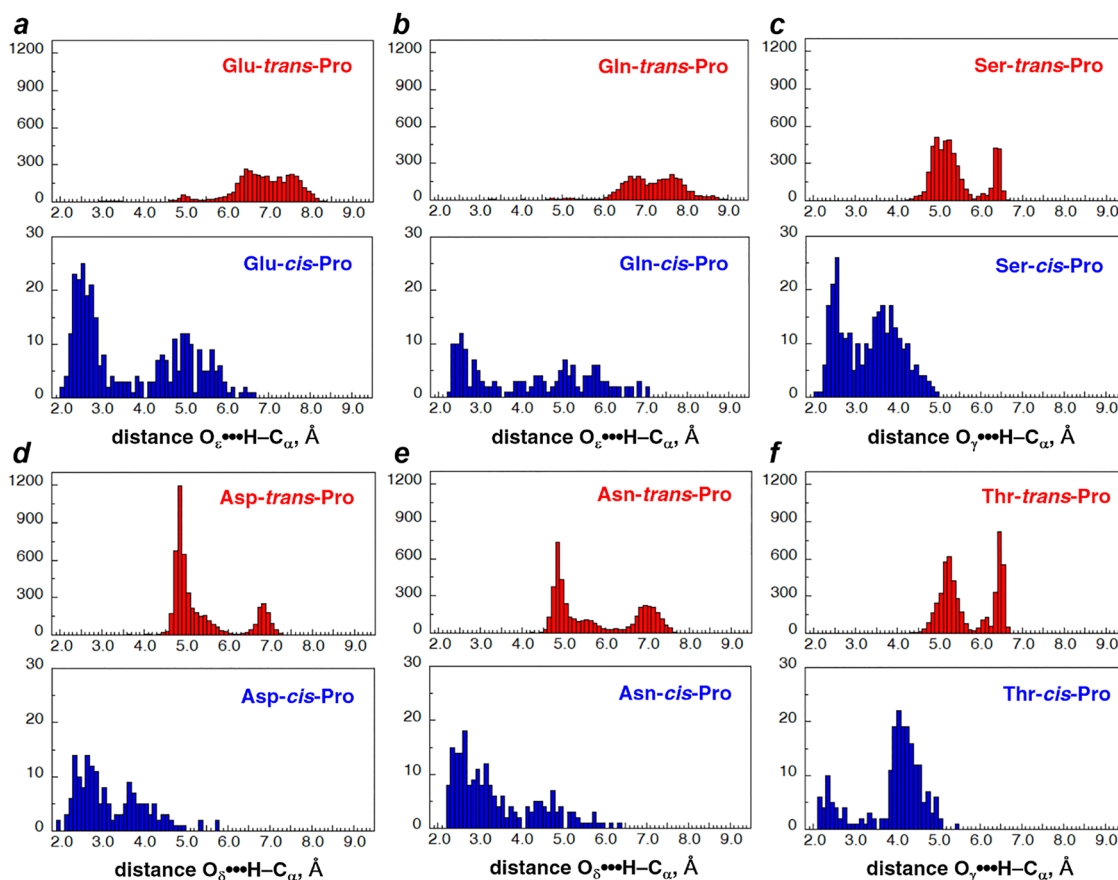 a
1200
900
600
300
0
Glu-trans-Pro
2.0 3.0 4.0 5.0 6.0 7.0 8.0 9.0
30
20
10
0
Glu-cis-Pro
2.0 3.0 4.0 5.0 6.0 7.0 8.0 9.0
distance Oε•••H–Cα, Å
b
1200
900
600
300
0
Gln-trans-Pro
2.0 3.0 4.0 5.0 6.0 7.0 8.0 9.0
30
20
10
0
Gln-cis-Pro
2.0 3.0 4.0 5.0 6.0 7.0 8.0 9.0
distance Oε•••H–Cα, Å
c
1200
900
600
300
0
Ser-trans-Pro
2.0 3.0 4.0 5.0 6.0 7.0 8.0 9.0
30
20
10
0
Ser-cis-Pro
2.0 3.0 4.0 5.0 6.0 7.0 8.0 9.0
distance Oγ•••H–Cα, Å
d
1200
900
600
300
0
Asp-trans-Pro
2.0 3.0 4.0 5.0 6.0 7.0 8.0 9.0
30
20
10
0
Asp-cis-Pro
2.0 3.0 4.0 5.0 6.0 7.0 8.0 9.0
distance Oδ•••H–Cα, Å
e
1200
900
600
300
0
Asn-trans-Pro
2.0 3.0 4.0 5.0 6.0 7.0 8.0 9.0
30
20
10
0
Asn-cis-Pro
2.0 3.0 4.0 5.0 6.0 7.0 8.0 9.0
distance Oδ•••H–Cα, Å
f
1200
900
600
300
0
Thr-trans-Pro
2.0 3.0 4.0 5.0 6.0 7.0 8.0 9.0
30
20
10
0
Thr-cis-Pro
2.0 3.0 4.0 5.0 6.0 7.0 8.0 9.0
distance Oγ•••H–Cα, Å